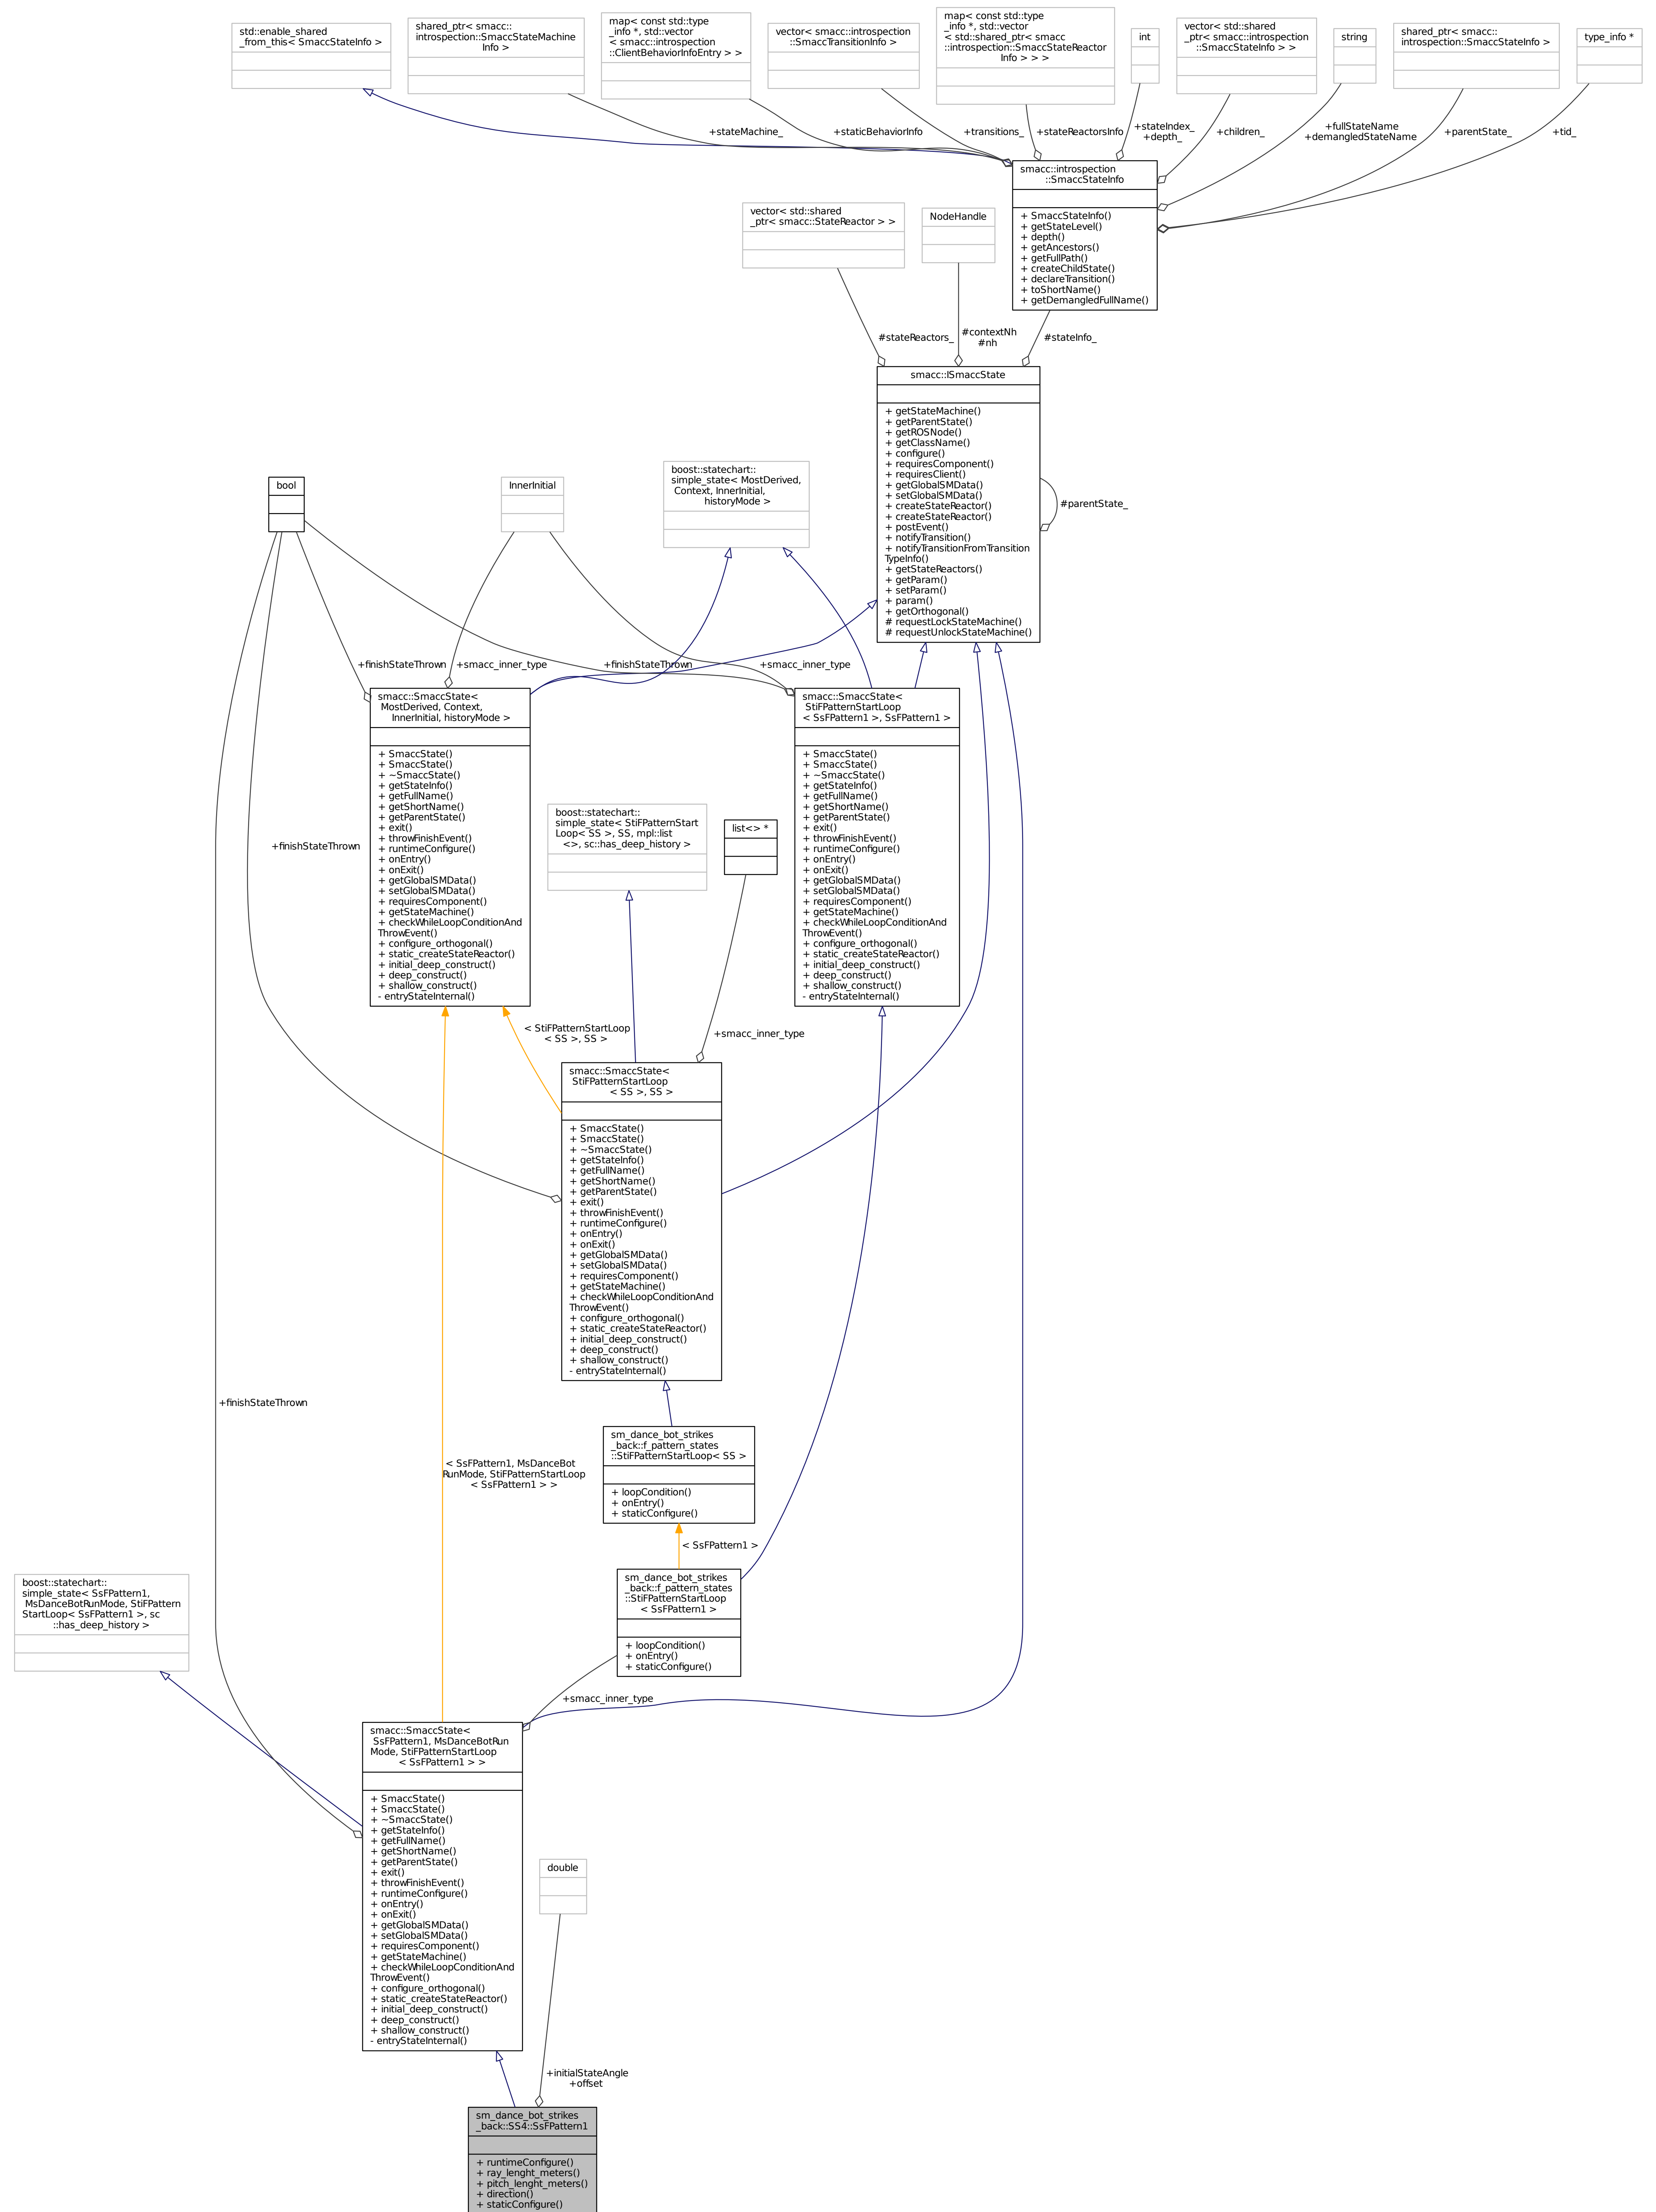 std::enable_shared
_from_this< SmaccStateInfo >
shared_ptr< smacc::
introspection::SmaccStateMachine
Info >
map< const std::type
_info *, std::vector
< smacc::introspection
::ClientBehaviorInfoEntry > >
vector< smacc::introspection
::SmaccTransitionInfo >
map< const std::type
_info *, std::vector
< std::shared_ptr< smacc
::introspection::SmaccStateReactor
Info > > >
int
vector< std::shared
_ptr< smacc::introspection
::SmaccStateInfo > >
string
shared_ptr< smacc::
introspection::SmaccStateInfo >
type_info *
+stateMachine_
+staticBehaviorInfo
+transitions_
+stateReactorsInfo
+stateIndex_
+depth_
+children_
+fullStateName
+demangledStateName
+parentState_
+tid_
smacc::introspection
::SmaccStateInfo
+ SmaccStateInfo()
+ getStateLevel()
+ depth()
+ getAncestors()
+ getFullPath()
+ createChildState()
+ declareTransition()
+ toShortName()
+ getDemangledFullName()
vector< std::shared
_ptr< smacc::StateReactor > >
NodeHandle
#stateReactors_
#contextNh
#nh
#stateInfo_
smacc::ISmaccState
+ getStateMachine()
+ getParentState()
+ getROSNode()
+ getClassName()
+ configure()
+ requiresComponent()
+ requiresClient()
+ getGlobalSMData()
+ setGlobalSMData()
+ createStateReactor()
+ createStateReactor()
+ postEvent()
+ notifyTransition()
+ notifyTransitionFromTransition
TypeInfo()
+ getStateReactors()
+ getParam()
+ setParam()
+ param()
+ getOrthogonal()
# requestLockStateMachine()
# requestUnlockStateMachine()
#parentState_
bool
InnerInitial
boost::statechart::
simple_state< MostDerived,
Context, InnerInitial,
historyMode >
+finishStateThrown
+smacc_inner_type
+finishStateThrown
+smacc_inner_type
smacc::SmaccState<
MostDerived, Context,
InnerInitial, historyMode >
+ SmaccState()
+ SmaccState()
+ ~SmaccState()
+ getStateInfo()
+ getFullName()
+ getShortName()
+ getParentState()
+ exit()
+ throwFinishEvent()
+ runtimeConfigure()
+ onEntry()
+ onExit()
+ getGlobalSMData()
+ setGlobalSMData()
+ requiresComponent()
+ getStateMachine()
+ checkWhileLoopConditionAnd
ThrowEvent()
+ configure_orthogonal()
+ static_createStateReactor()
+ initial_deep_construct()
+ deep_construct()
+ shallow_construct()
- entryStateInternal()
smacc::SmaccState<
StiFPatternStartLoop
< SsFPattern1 >, SsFPattern1 >
+ SmaccState()
+ SmaccState()
+ ~SmaccState()
+ getStateInfo()
+ getFullName()
+ getShortName()
+ getParentState()
+ exit()
+ throwFinishEvent()
+ runtimeConfigure()
+ onEntry()
+ onExit()
+ getGlobalSMData()
+ setGlobalSMData()
+ requiresComponent()
+ getStateMachine()
+ checkWhileLoopConditionAnd
ThrowEvent()
+ configure_orthogonal()
+ static_createStateReactor()
+ initial_deep_construct()
+ deep_construct()
+ shallow_construct()
- entryStateInternal()
+finishStateThrown
boost::statechart::
simple_state< StiFPatternStart
Loop< SS >, SS, mpl::list
<>, sc::has_deep_history >
list<> *
< StiFPatternStartLoop
< SS >, SS >
+smacc_inner_type
smacc::SmaccState<
StiFPatternStartLoop
< SS >, SS >
+ SmaccState()
+ SmaccState()
+ ~SmaccState()
+ getStateInfo()
+ getFullName()
+ getShortName()
+ getParentState()
+ exit()
+ throwFinishEvent()
+ runtimeConfigure()
+ onEntry()
+ onExit()
+ getGlobalSMData()
+ setGlobalSMData()
+ requiresComponent()
+ getStateMachine()
+ checkWhileLoopConditionAnd
ThrowEvent()
+ configure_orthogonal()
+ static_createStateReactor()
+ initial_deep_construct()
+ deep_construct()
+ shallow_construct()
- entryStateInternal()
+finishStateThrown
sm_dance_bot_strikes
_back::f_pattern_states
::StiFPatternStartLoop< SS >
+ loopCondition()
+ onEntry()
+ staticConfigure()
< SsFPattern1, MsDanceBot
RunMode, StiFPatternStartLoop
< SsFPattern1 > >
< SsFPattern1 >
sm_dance_bot_strikes
_back::f_pattern_states
::StiFPatternStartLoop
< SsFPattern1 >
+ loopCondition()
+ onEntry()
+ staticConfigure()
boost::statechart::
simple_state< SsFPattern1,
MsDanceBotRunMode, StiFPattern
StartLoop< SsFPattern1 >, sc
::has_deep_history >
+smacc_inner_type
smacc::SmaccState<
SsFPattern1, MsDanceBotRun
Mode, StiFPatternStartLoop
< SsFPattern1 > >
+ SmaccState()
+ SmaccState()
+ ~SmaccState()
+ getStateInfo()
+ getFullName()
+ getShortName()
+ getParentState()
+ exit()
+ throwFinishEvent()
+ runtimeConfigure()
+ onEntry()
+ onExit()
+ getGlobalSMData()
+ setGlobalSMData()
+ requiresComponent()
+ getStateMachine()
+ checkWhileLoopConditionAnd
ThrowEvent()
+ configure_orthogonal()
+ static_createStateReactor()
+ initial_deep_construct()
+ deep_construct()
+ shallow_construct()
- entryStateInternal()
double
+initialStateAngle
+offset
sm_dance_bot_strikes
_back::SS4::SsFPattern1
+ runtimeConfigure()
+ ray_lenght_meters()
+ pitch_lenght_meters()
+ direction()
+ staticConfigure()